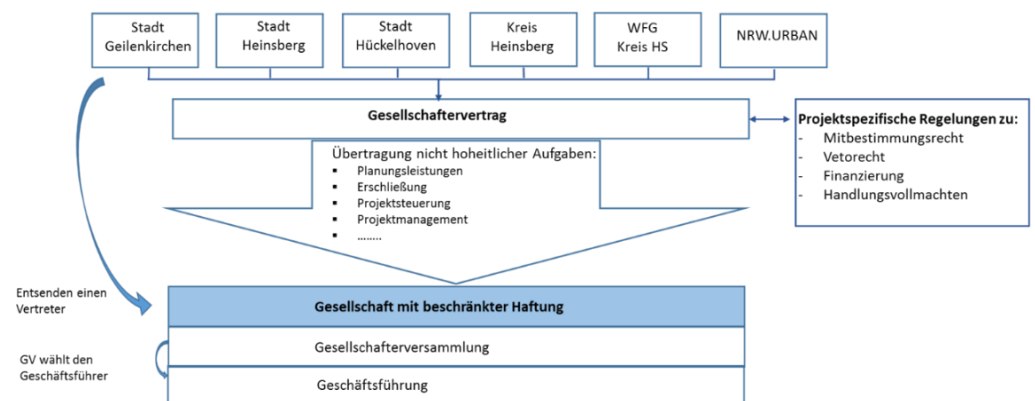 Stadt
Geilenkirchen
Stadt
Heinsberg
Stadt
Hückelhoven
Kreis
Heinsberg
WFG
Kreis HS
NRW.URBAN
Gesellschaftervertrag
Projektspezifische Regelungen zu:
- Mitbestimmungsrecht
- Vetorecht
- Finanzierung
- Handlungsvollmachten
Übertragung nicht hoheitlicher Aufgaben:
▪ Planungsleistungen
▪ Erschließung
▪ Projektsteuerung
▪ Projektmanagement
▪ ........
Entsenden einen
Vertreter
Gesellschaft mit beschränkter Haftung
Gesellschafterversammlung
GV wählt den
Geschäftsführer
Geschäftsführung